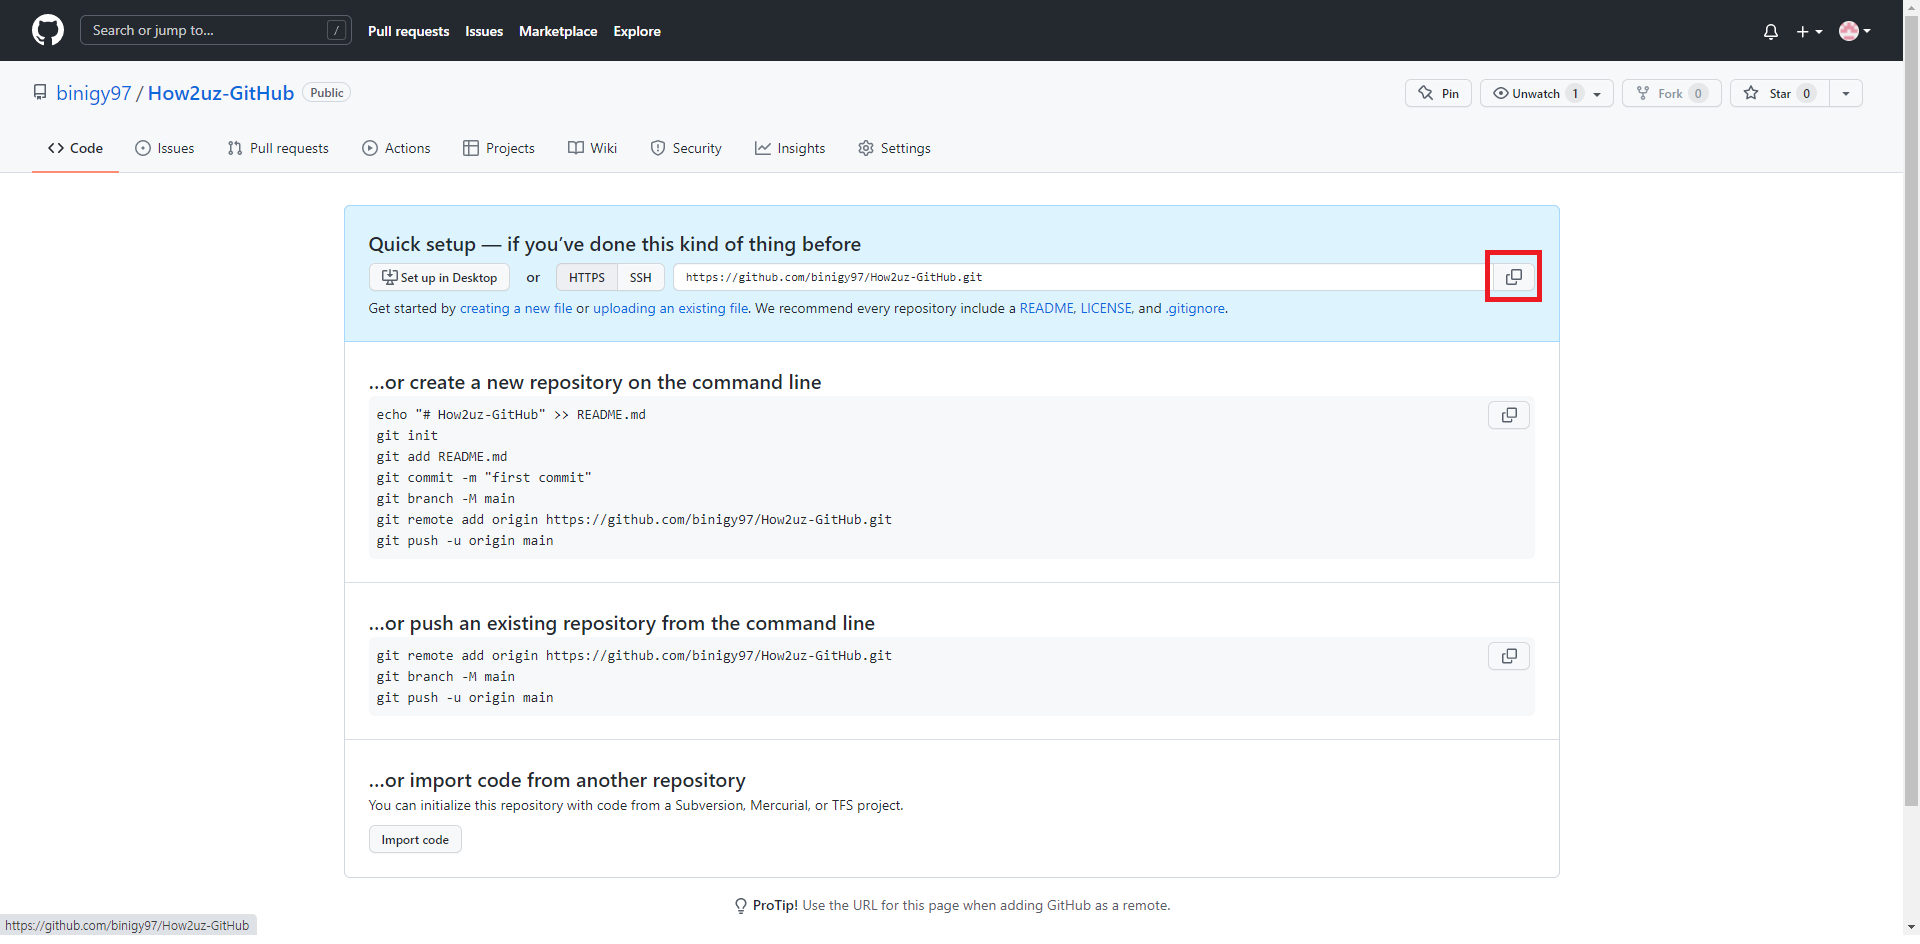 Search or jump to... /
Pull requests Issues Marketplace Explore
binigy97 / How2uz-GitHub Public
Pin Unwatch 1 Fork 0 Star 0
Code Issues Pull requests Actions Projects Wiki Security Insights Settings
Quick setup — if you’ve done this kind of thing before
Set up in Desktop or HTTPS SSH https://github.com/binigy97/How2uz-GitHub.git
Get started by creating a new file or uploading an existing file. We recommend every repository include a README, LICENSE, and .gitignore.
…or create a new repository on the command line
echo "# How2uz-GitHub" >> README.md
git init
git add README.md
git commit -m "first commit"
git branch -M main
git remote add origin https://github.com/binigy97/How2uz-GitHub.git
git push -u origin main
…or push an existing repository from the command line
git remote add origin https://github.com/binigy97/How2uz-GitHub.git
git branch -M main
git push -u origin main
…or import code from another repository
You can initialize this repository with code from a Subversion, Mercurial, or TFS project.
Import code
ProTip! Use the URL for this page when adding GitHub as a remote.
https://github.com/binigy97/How2uz-GitHub